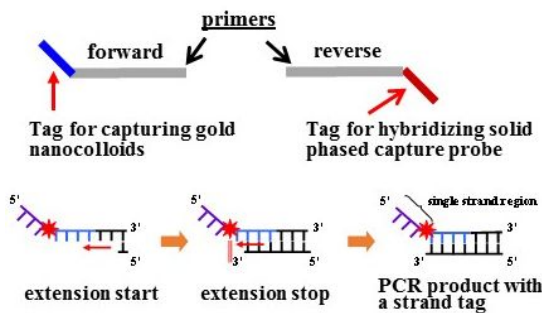 primers
forward
reverse
Tag for capturing gold
nanocolloids
Tag for hybridizing solid
phased capture probe
5'
3'
5'
extension start
5'
3'
3'
5'
extension stop
5'
single strand region
3'
3'
5'
PCR product with
a strand tag